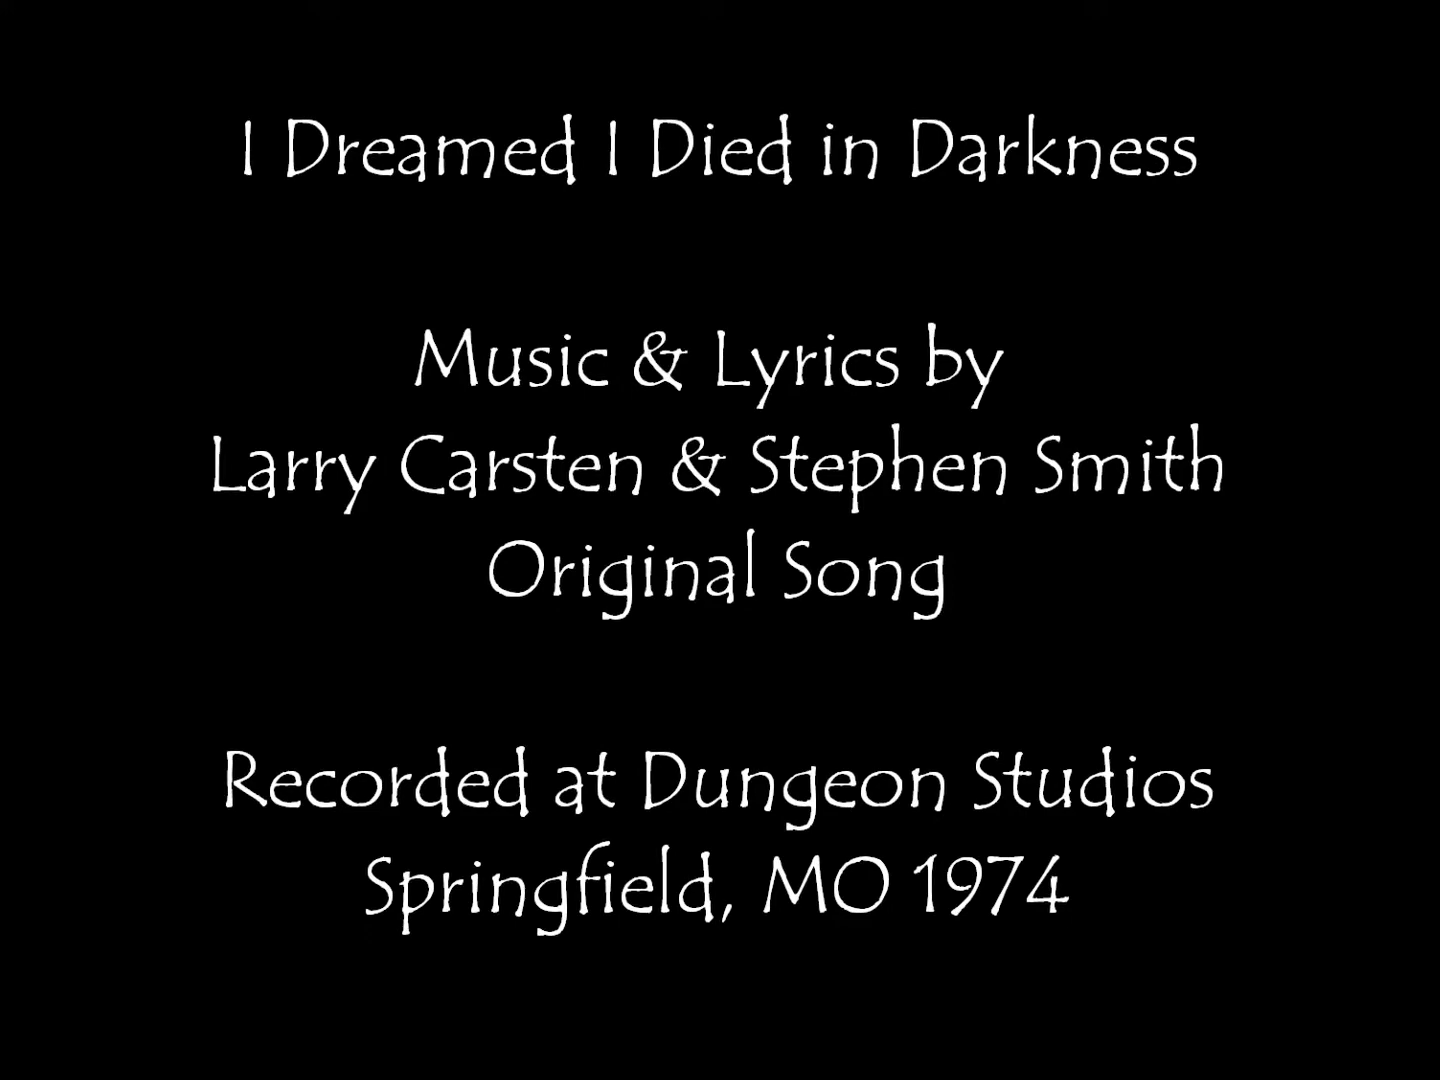 I Dreamed I Died in Darkness
Music & Lyrics by
Larry Carsten & Stephen Smith
Original Song
Recorded at Dungeon Studios
Springfield, MO 1974